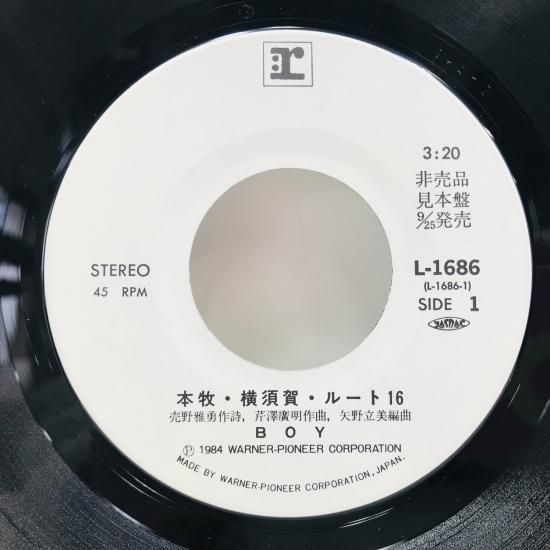 r
3:20
非売品
見本盤
9/25発売
STEREO
45 RPM
L-1686
(L-1686-1)
SIDE 1
JASRAC
本牧・横須賀・ルート16
売野雅勇作詩, 芹澤廣明作曲, 矢野立美編曲
BOY
Ⓟ 1984 WARNER-PIONEER CORPORATION
MADE BY WARNER-PIONEER CORPORATION, JAPAN.